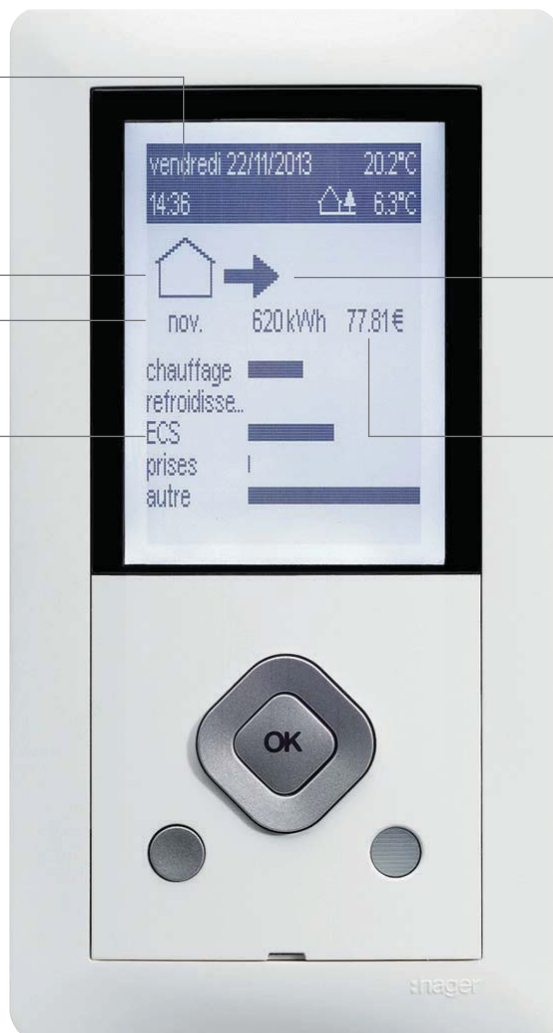 vendredi 22/11/2013 20.2°C
14:36 6.3°C
nov. 620 kWh 77.81€
chauffage
refroidisse...
ECS
prises
autre
OK
:hager